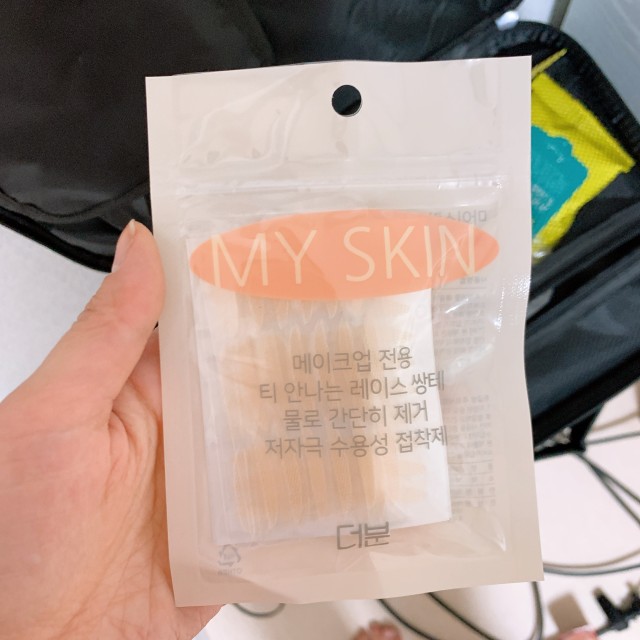 MY SKIN
메이크업 전용
티 안나는 레이스 쌍테
물로 간단히 제거
저자극 수용성 접착제
더본